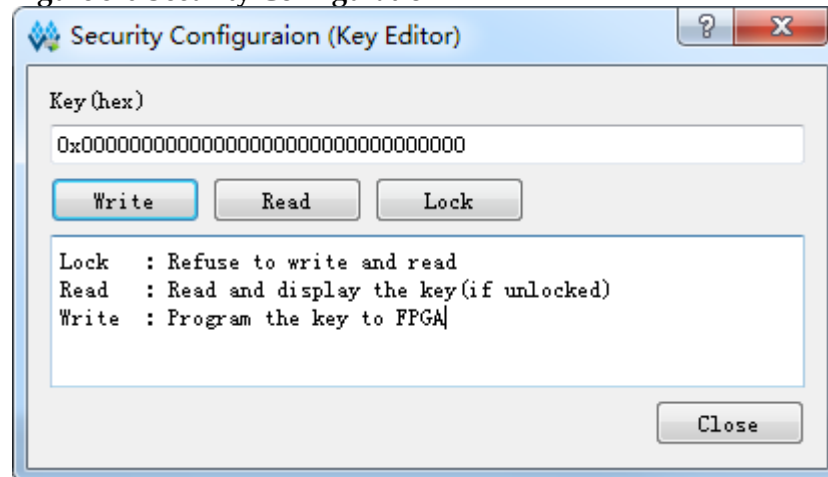 Security Configuraion (Key Editor)
Key(hex)
0x00000000000000000000000000000000
Write Read Lock
Lock : Refuse to write and read
Read : Read and display the key(if unlocked)
Write : Program the key to FPGA
Close